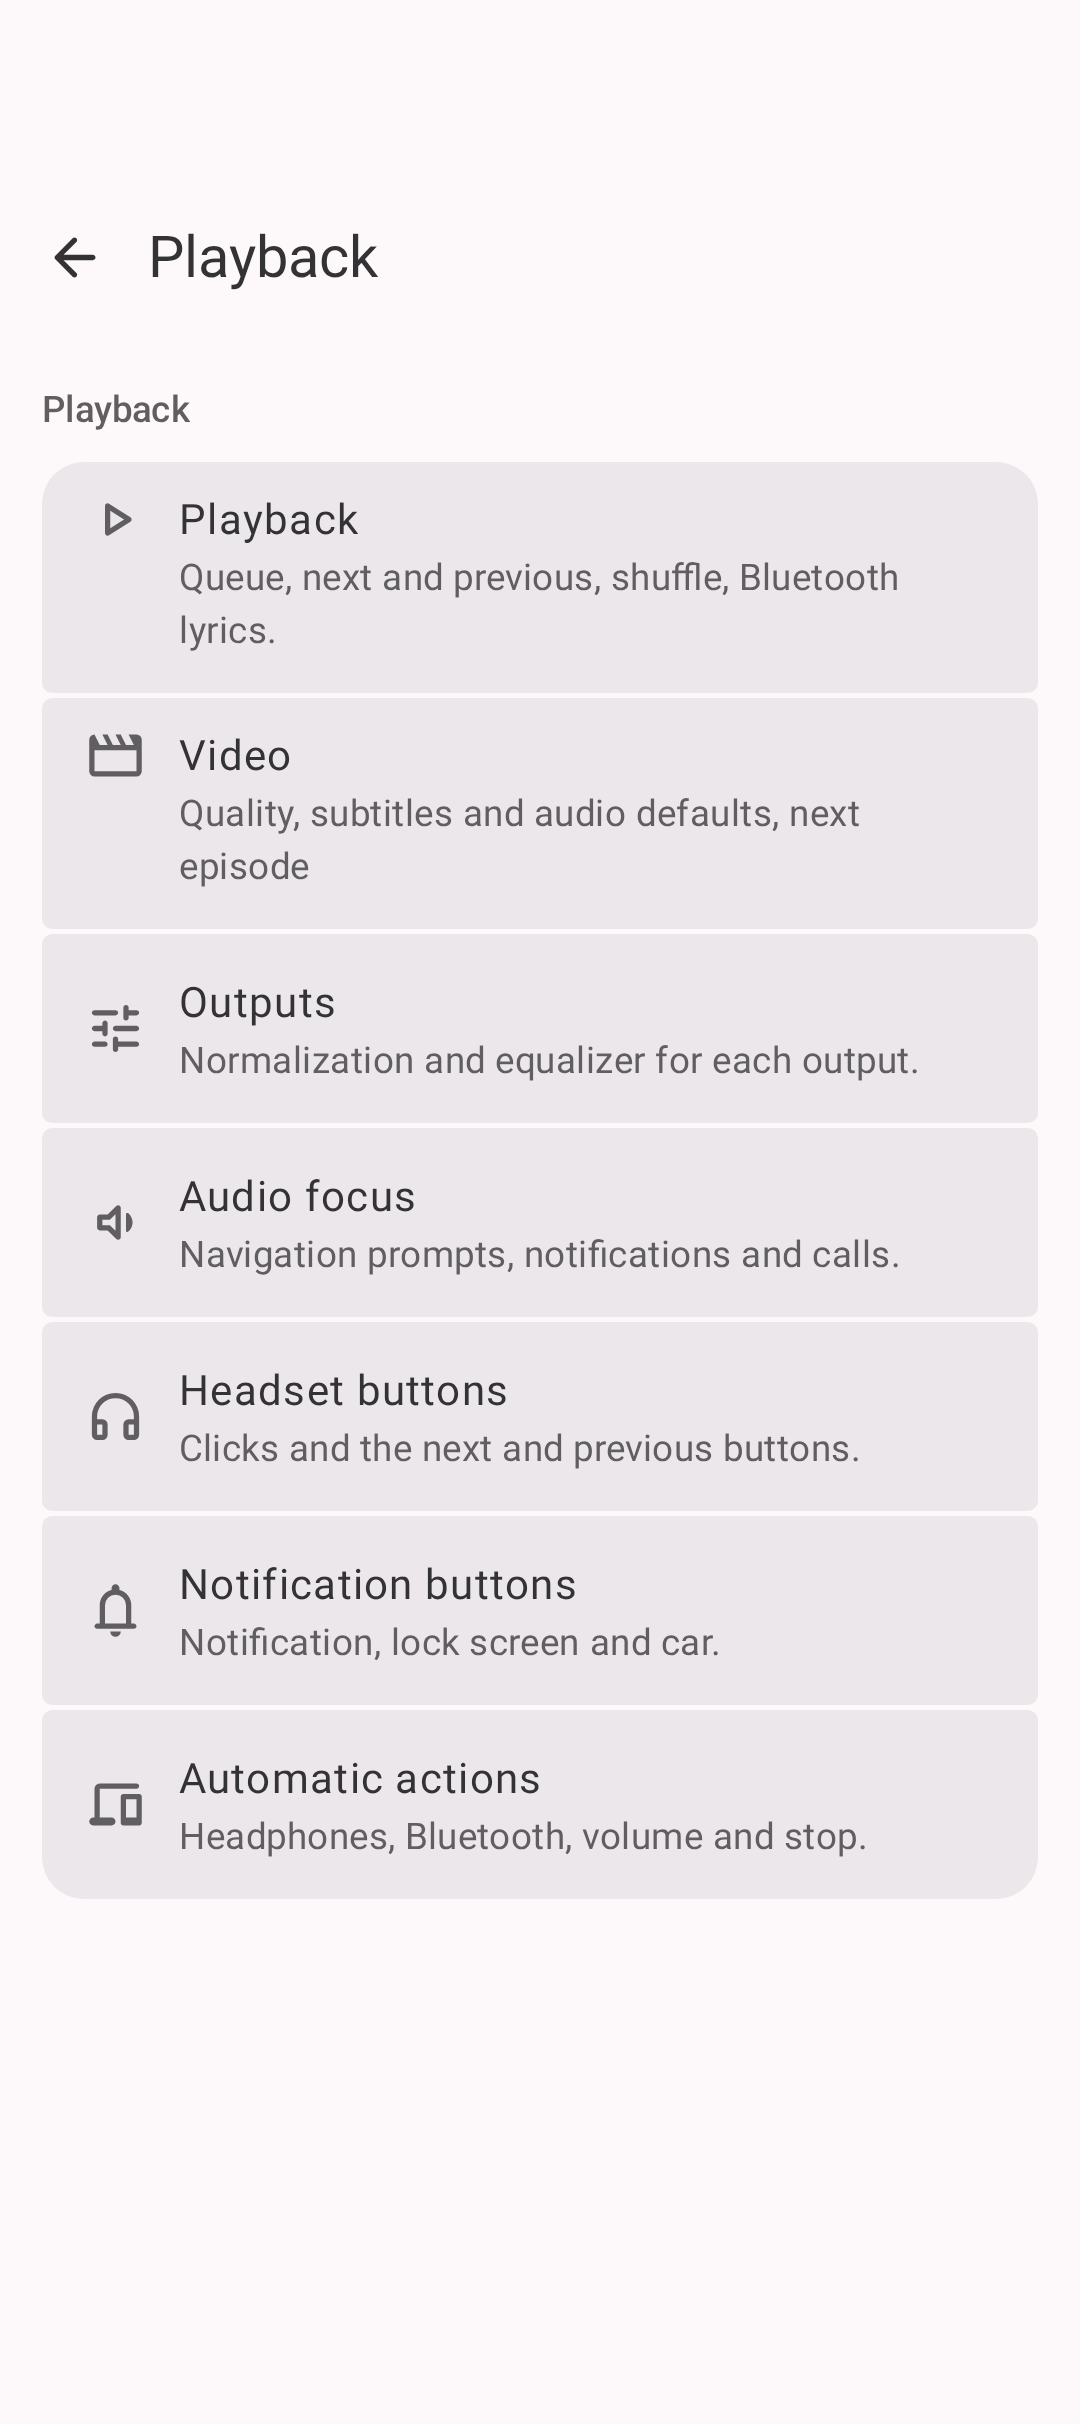 Playback
Playback
Playback
Queue, next and previous, shuffle, Bluetooth
lyrics.
Video
Quality, subtitles and audio defaults, next
episode
Outputs
Normalization and equalizer for each output.
Audio focus
Navigation prompts, notifications and calls.
Headset buttons
Clicks and the next and previous buttons.
Notification buttons
Notification, lock screen and car.
Automatic actions
Headphones, Bluetooth, volume and stop.